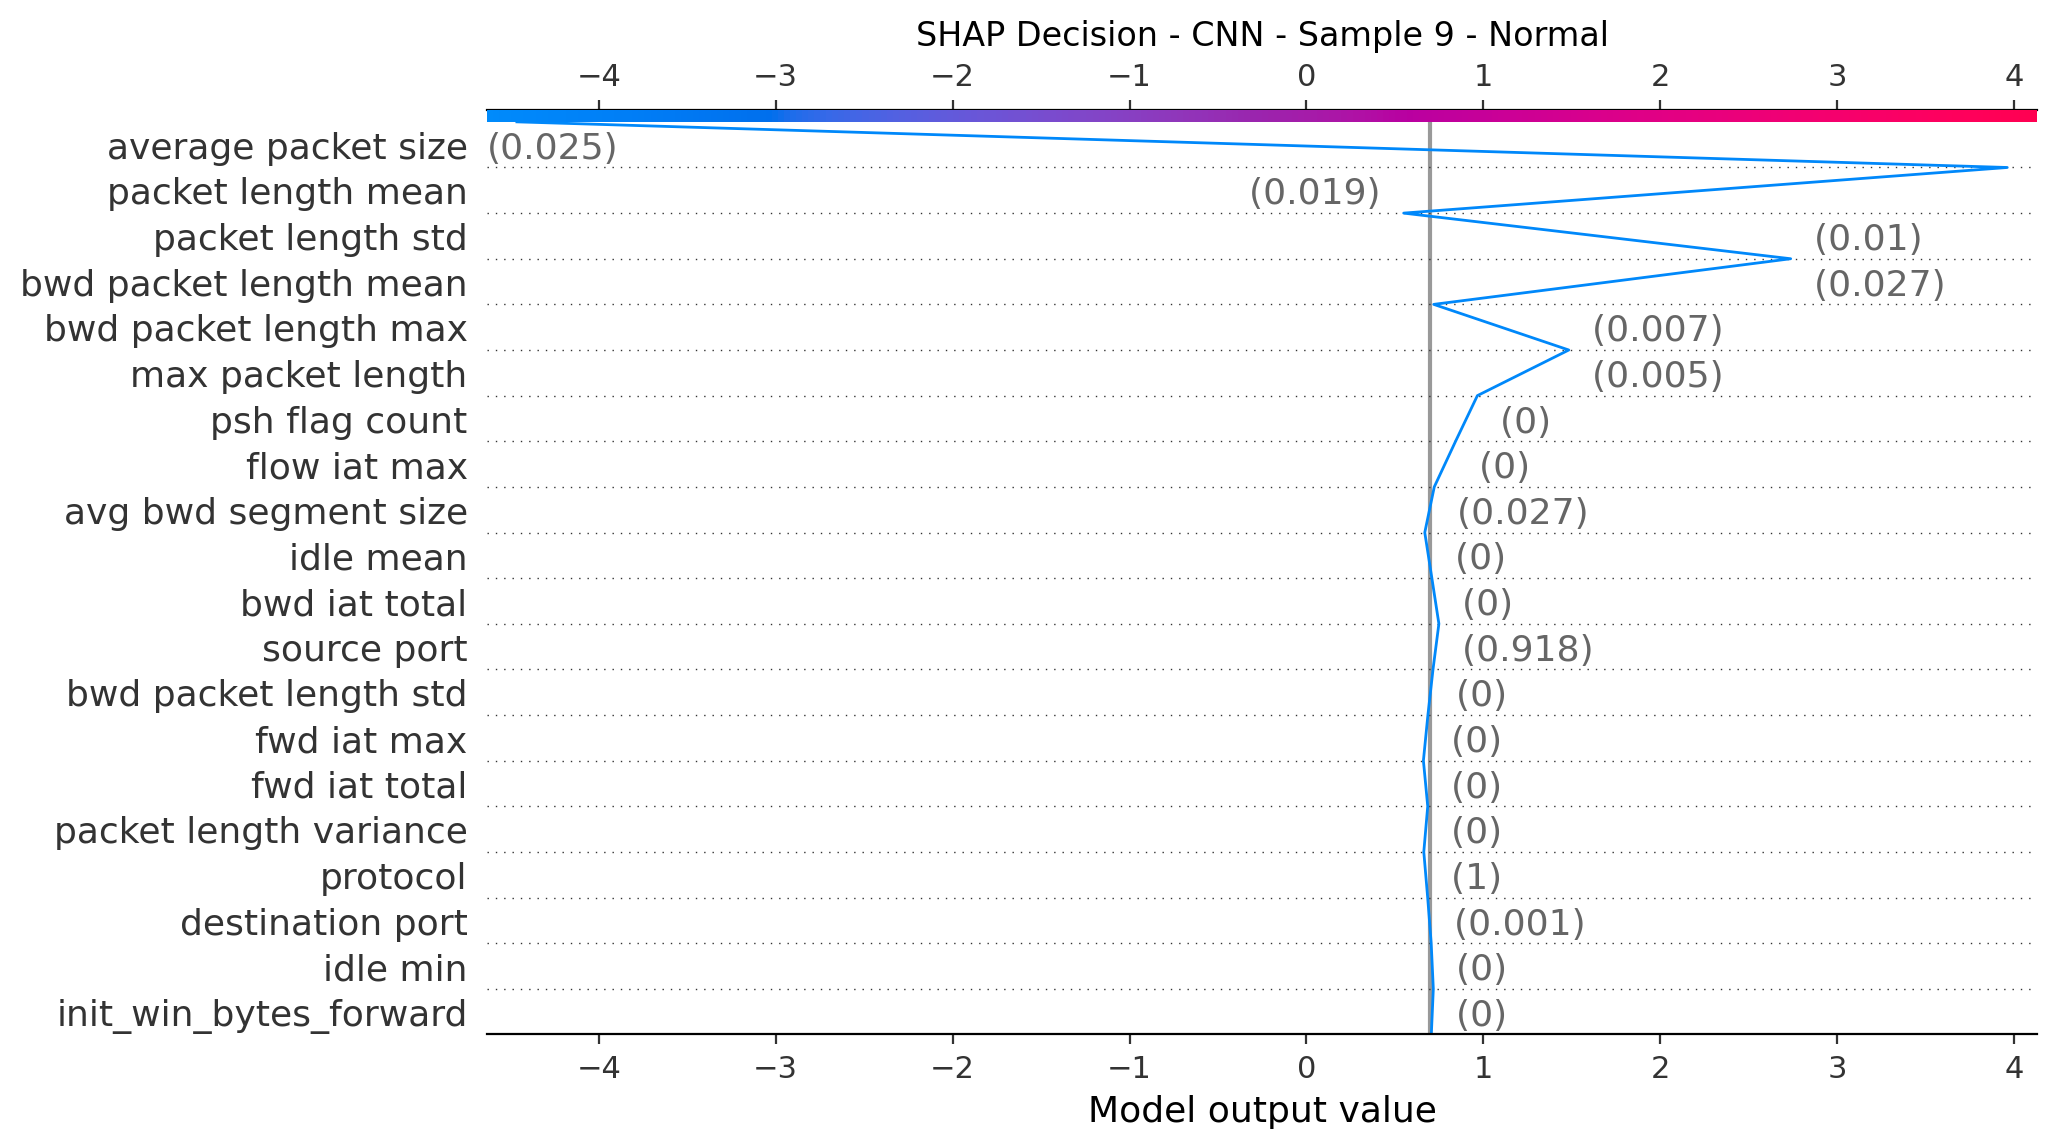 SHAP Decision - CNN - Sample 9 - Normal
−4 −3 −2 −1 0 1 2 3 4
average packet size (0.025)
packet length mean (0.019)
packet length std (0.01)
bwd packet length mean (0.027)
bwd packet length max (0.007)
max packet length (0.005)
psh flag count (0)
flow iat max (0)
avg bwd segment size (0.027)
idle mean (0)
bwd iat total (0)
source port (0.918)
bwd packet length std (0)
fwd iat max (0)
fwd iat total (0)
packet length variance (0)
protocol (1)
destination port (0.001)
idle min (0)
init_win_bytes_forward (0)
−4 −3 −2 −1 0 1 2 3 4
Model output value